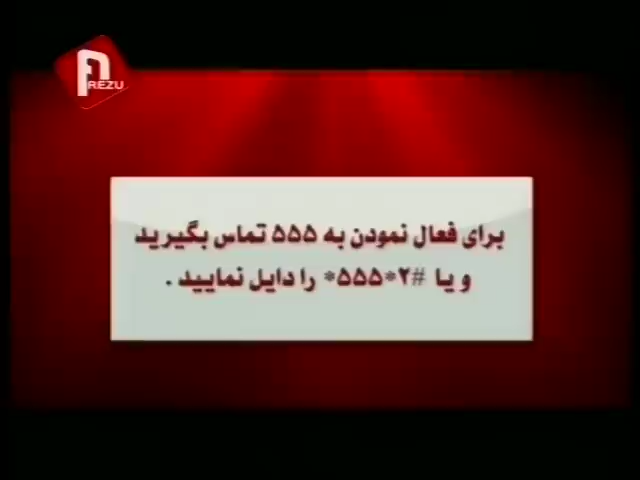 REZU
برای فعال نمودن به ۵۵۵ تماس بگیرید
و یا #۲*۵۵۵* را دایل نمایید .